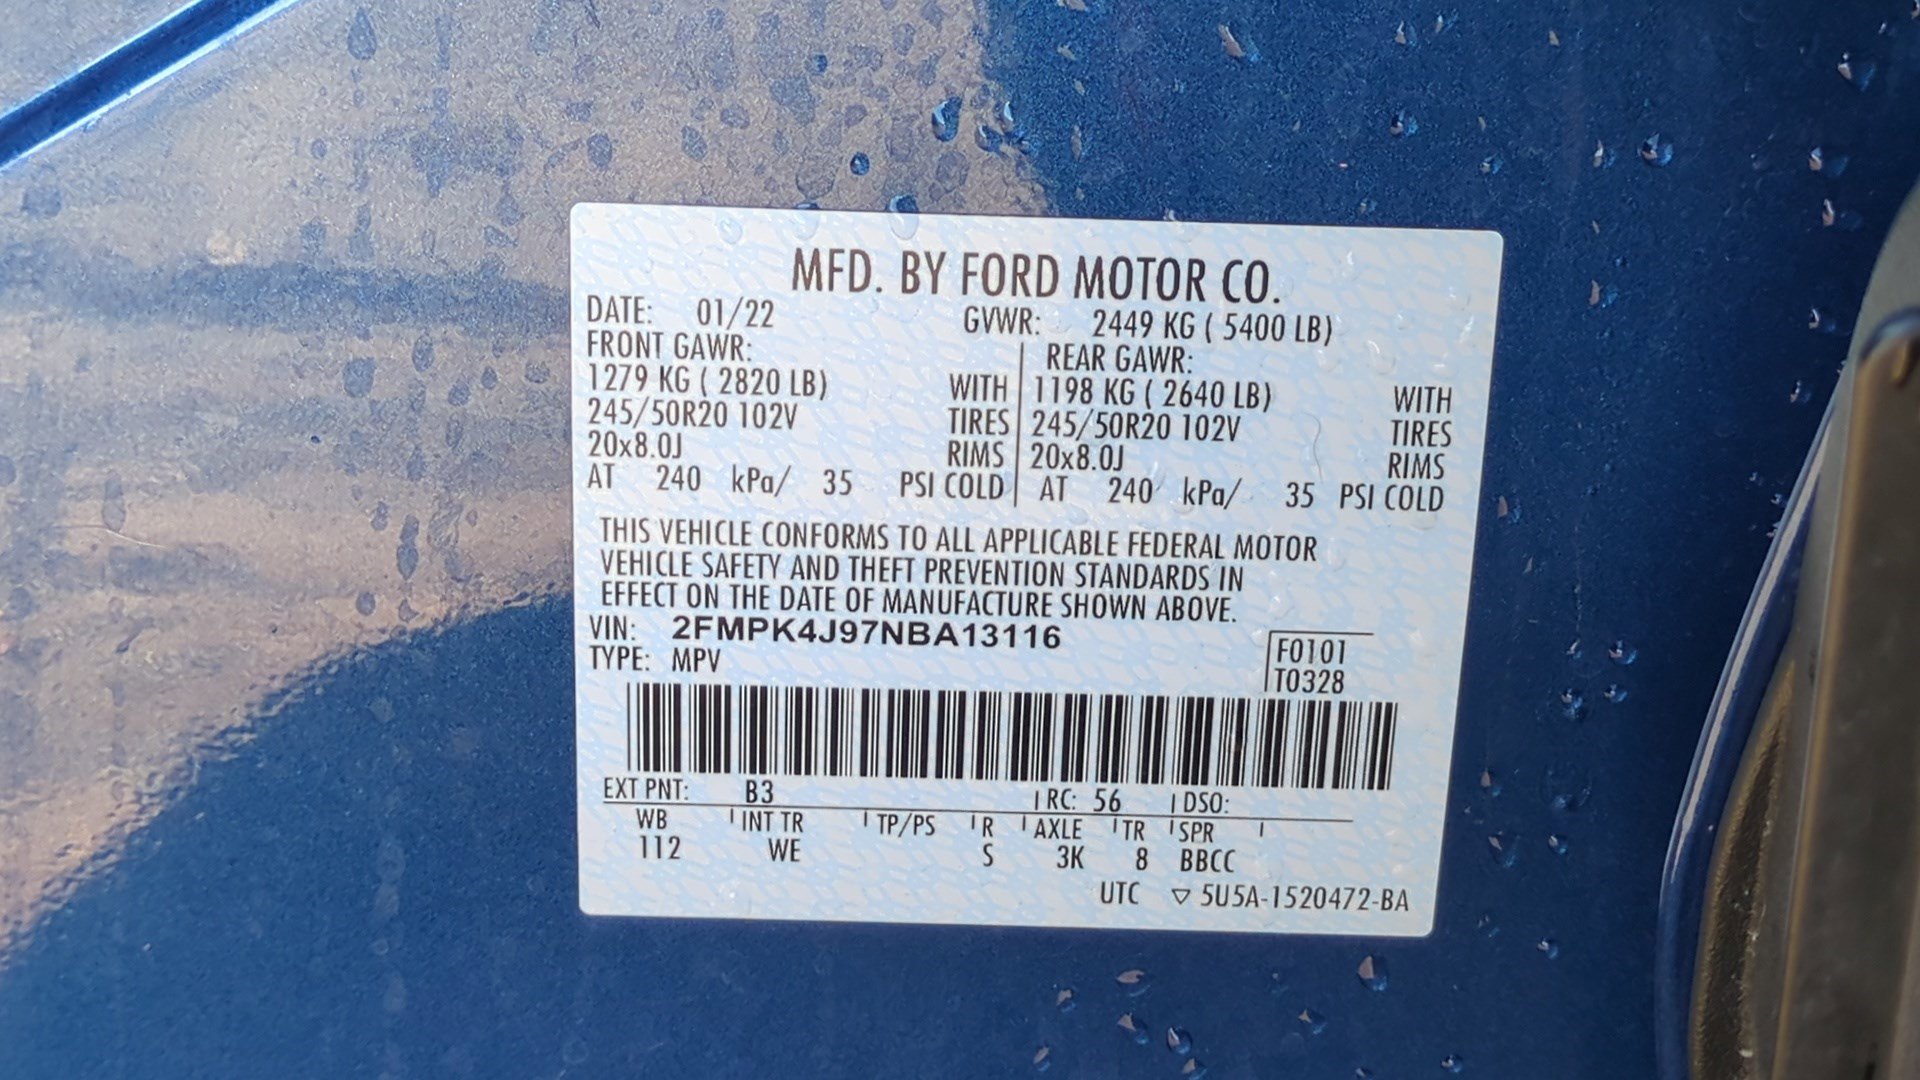 MFD. BY FORD MOTOR CO.
DATE: 01/22 GVWR: 2449 KG ( 5400 LB)
FRONT GAWR: REAR GAWR:
1279 KG ( 2820 LB) WITH 1198 KG ( 2640 LB) WITH
245/50R20 102V TIRES 245/50R20 102V TIRES
20x8.0J RIMS 20x8.0J RIMS
AT 240 kPa/ 35 PSI COLD AT 240 kPa/ 35 PSI COLD
THIS VEHICLE CONFORMS TO ALL APPLICABLE FEDERAL MOTOR
VEHICLE SAFETY AND THEFT PREVENTION STANDARDS IN
EFFECT ON THE DATE OF MANUFACTURE SHOWN ABOVE.
VIN: 2FMPK4J97NBA13116 F0101
TYPE: MPV T0328
EXT PNT: B3 RC: 56 DSO:
WB INT TR TP/PS R AXLE TR SPR
112 WE S 3K 8 BBCC
UTC ▽ 5U5A-1520472-BA